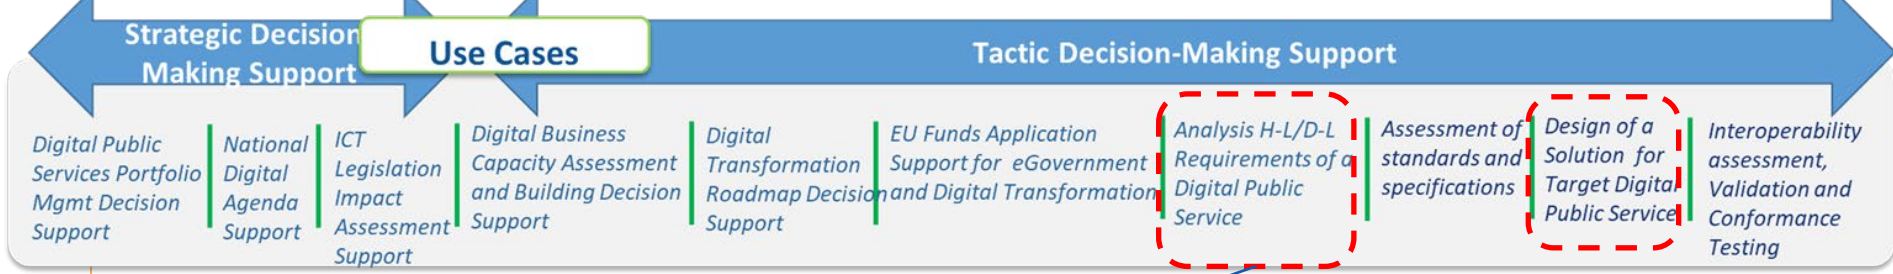 Strategic Decision
Making Support
Use Cases
Tactic Decision-Making Support
Digital Public
Services Portfolio
Mgmt Decision
Support
National
Digital
Agenda
Support
ICT
Legislation
Impact
Assessment
Support
Digital Business
Capacity Assessment
and Building Decision
Support
Digital
Transformation
Roadmap Decision
Support
EU Funds Application
Support for eGovernment
and Digital Transformation
Analysis H-L/D-L
Requirements of a
Digital Public
Service
Assessment of
standards and
specifications
Design of a
Solution for
Target Digital
Public Service
Interoperability
assessment,
Validation and
Conformance
Testing